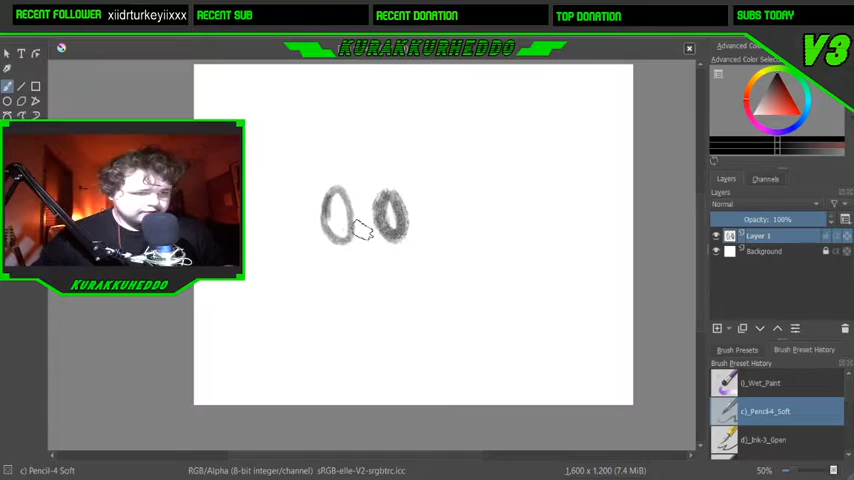 RECENT FOLLOWER xiidrturkeyiixxx RECENT SUB RECENT DONATION TOP DONATION SUBS TODAY
V3
KURAKKURHEDDO
Advanced Color Selec
Layers Channels
Layers
Normal
Opacity: 100%
Layer 1
Background
KURAKKUHEDDO
Brush Presets Brush Preset History
Brush Preset History
i)_Wet_Paint
c)_Pencil-4_Soft
d)_Ink-3_Gpen
c) Pencil-4 Soft RGB/Alpha (8-bit integer/channel) sRGB-elle-V2-srgbtrc.icc 1,600 x 1,200 (7.4 MiB) 50%